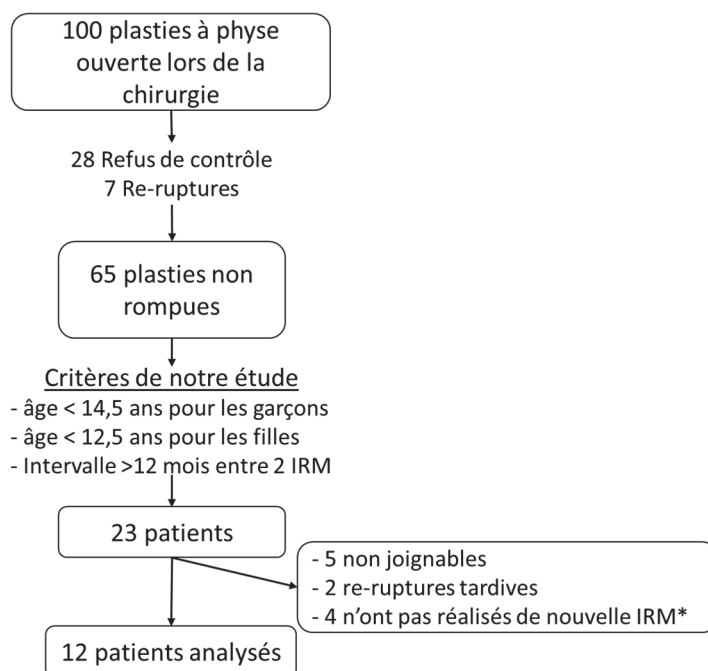 100 plasties à physe
ouverte lors de la
chirurgie
28 Refus de contrôle
7 Re-ruptures
65 plasties non
rompues
Critères de notre étude
- âge < 14,5 ans pour les garçons
- âge < 12,5 ans pour les filles
- Intervalle >12 mois entre 2 IRM
23 patients
- 5 non joignables
- 2 re-ruptures tardives
- 4 n'ont pas réalisés de nouvelle IRM*
12 patients analysés